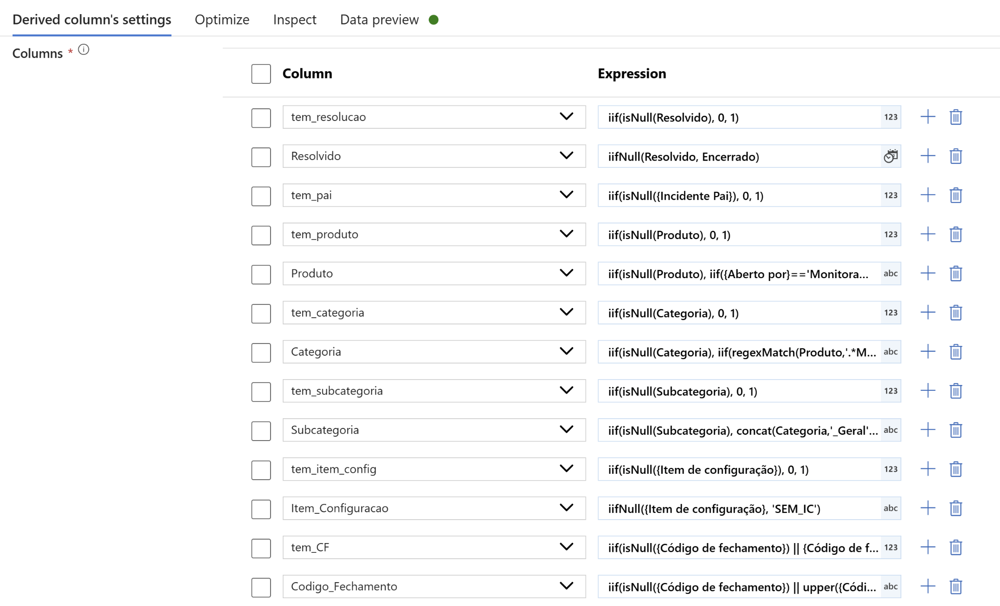 Derived column's settings Optimize Inspect Data preview
Columns *
Column Expression
tem_resolucao iif(isNull(Resolvido), 0, 1) 123
Resolvido iifNull(Resolvido, Encerrado)
tem_pai iif(isNull({Incidente Pai}), 0, 1) 123
tem_produto iif(isNull(Produto), 0, 1) 123
Produto iif(isNull(Produto), iif({Aberto por}=='Monitora... abc
tem_categoria iif(isNull(Categoria), 0, 1) 123
Categoria iif(isNull(Categoria), iif(regexMatch(Produto,'.*M... abc
tem_subcategoria iif(isNull(Subcategoria), 0, 1) 123
Subcategoria iif(isNull(Subcategoria), concat(Categoria,'_Geral'... abc
tem_item_config iif(isNull({Item de configuração}), 0, 1) 123
Item_Configuracao iifNull({Item de configuração}, 'SEM_IC') abc
tem_CF iif(isNull({Código de fechamento}) || {Código de f... 123
Codigo_Fechamento iif(isNull({Código de fechamento}) || upper({Códi... abc